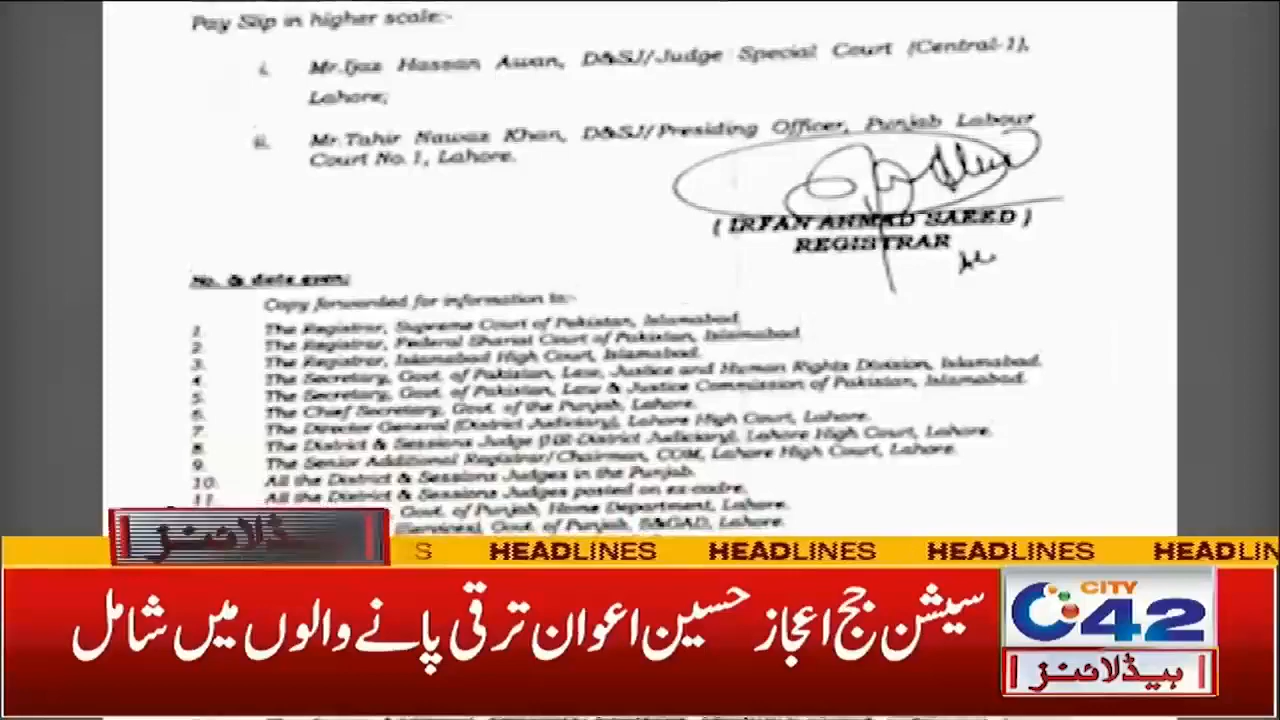 Pay Slip in higher scale:-
i. Mr.Ijaz Hassan Awan, D&SJ/Judge Special Court (Central-1),
Lahore;
ii. Mr.Tahir Nawaz Khan, D&SJ/Presiding Officer, Punjab Labour
Court No.1, Lahore.
( IRFAN AHMAD SAEED )
REGISTRAR
No. & date even;
Copy forwarded for information to:-
1. The Registrar, Supreme Court of Pakistan, Islamabad.
2. The Registrar, Federal Shariat Court of Pakistan, Islamabad.
3. The Registrar, Islamabad High Court, Islamabad.
4. The Secretary, Govt. of Pakistan, Law, Justice and Human Rights Division, Islamabad.
5. The Secretary, Govt. of Pakistan, Law & Justice Commission of Pakistan, Islamabad.
6. The Chief Secretary, Govt. of the Punjab, Lahore.
7. The Director General (District Judiciary), Lahore High Court, Lahore.
8. The District & Sessions Judge (HR-District Judiciary), Lahore High Court, Lahore.
9. The Senior Additional Registrar/Chairman, COM, Lahore High Court, Lahore.
10. All the District & Sessions Judges in the Punjab.
11. All the District & Sessions Judges posted on ex-cadre.
Govt. of Punjab, Home Department, Lahore.
(Services), Govt. of Punjab, S&GAD, Lahore.
ہیڈلائنز
S HEADLINES HEADLINES HEADLINES HEADLIN
سیشن جج اعجاز حسین اعوان ترقی پانے والوں میں شامل
CITY
42
ہیڈلائنز